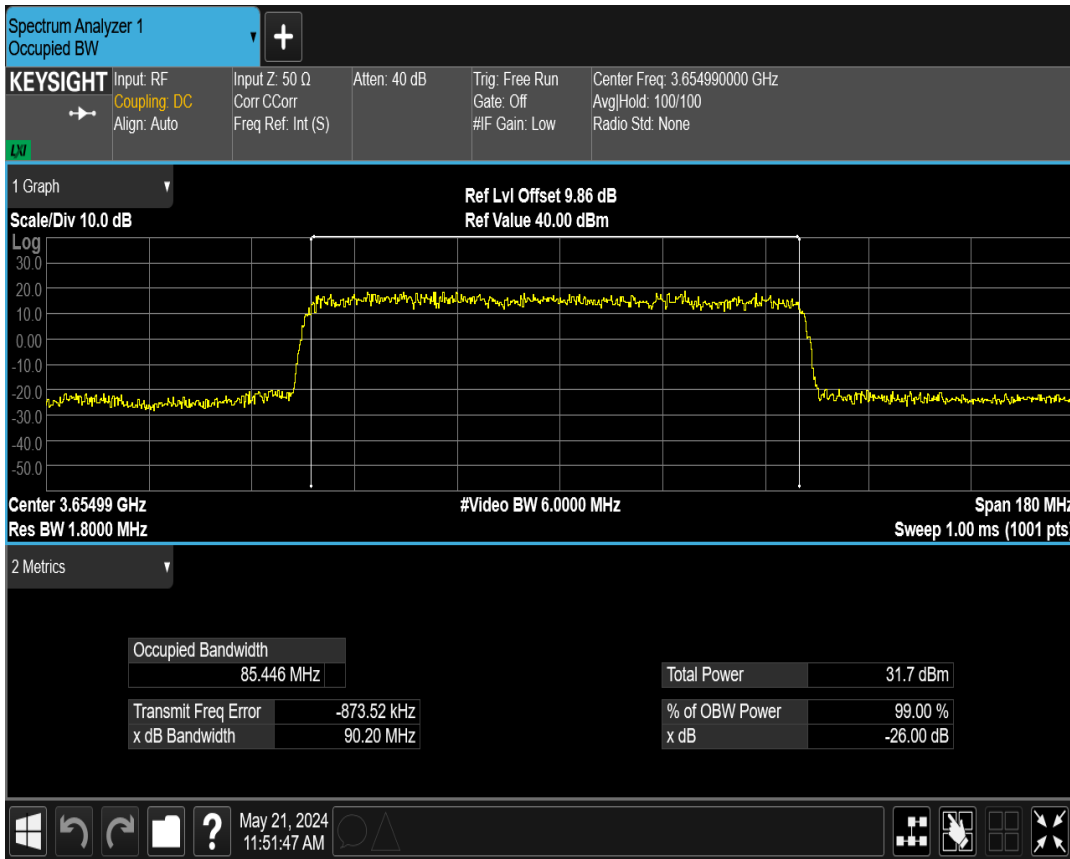 Spectrum Analyzer 1
Occupied BW
+
KEYSIGHT
LXI
Input: RF
Coupling: DC
Align: Auto
Input Z: 50 Ω
Corr CCorr
Freq Ref: Int (S)
Atten: 40 dB
Trig: Free Run
Gate: Off
#IF Gain: Low
Center Freq: 3.654990000 GHz
Avg|Hold: 100/100
Radio Std: None
1 Graph
Scale/Div 10.0 dB
Ref Lvl Offset 9.86 dB
Ref Value 40.00 dBm
Log
30.0
20.0
10.0
0.00
-10.0
-20.0
-30.0
-40.0
-50.0
Center 3.65499 GHz
#Video BW 6.0000 MHz
Span 180 MHz
Res BW 1.8000 MHz
Sweep 1.00 ms (1001 pts)
2 Metrics
Occupied Bandwidth
85.446 MHz
Transmit Freq Error -873.52 kHz
x dB Bandwidth 90.20 MHz
Total Power 31.7 dBm
% of OBW Power 99.00 %
x dB -26.00 dB
?
May 21, 2024
11:51:47 AM